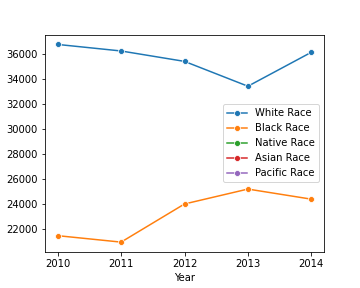 36000
34000
32000
30000
28000
26000
24000
22000
White Race
Black Race
Native Race
Asian Race
Pacific Race
2010 2011 2012 2013 2014
Year